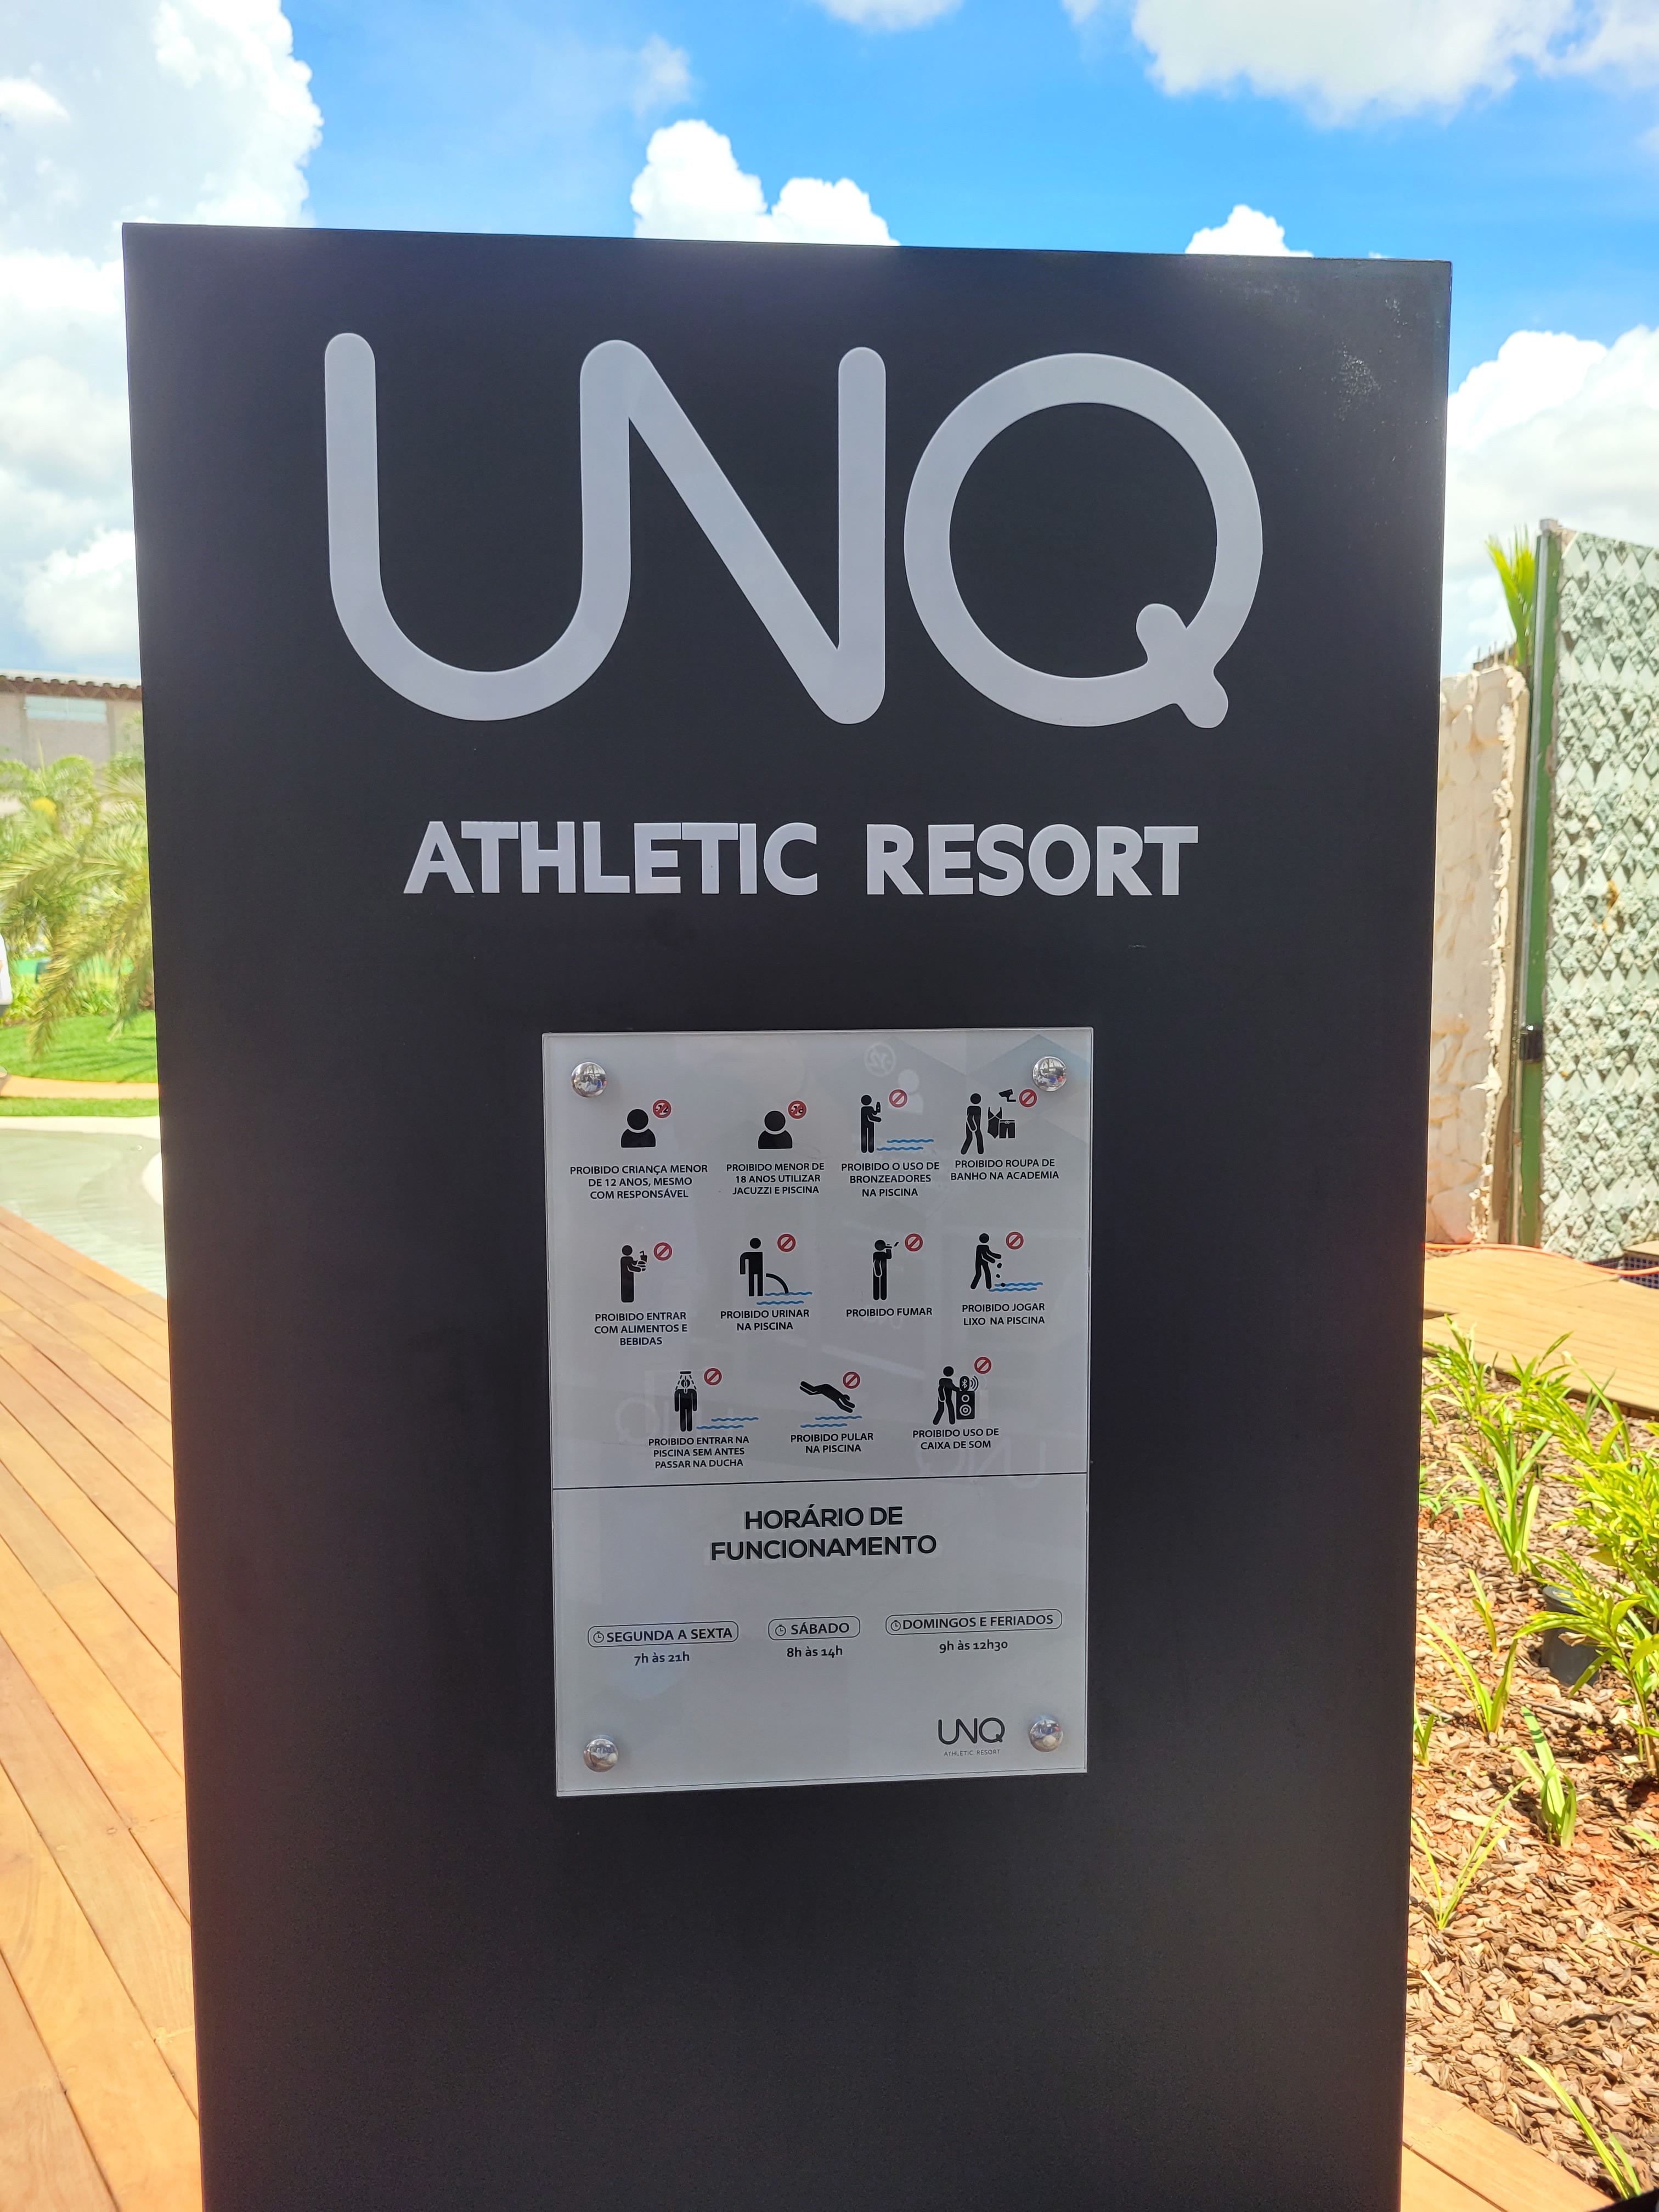 UNQ
ATHLETIC RESORT
PROIBIDO CRIANÇA MENOR
DE 12 ANOS, MESMO
COM RESPONSÁVEL
PROIBIDO MENOR DE
18 ANOS UTILIZAR
JACUZZI E PISCINA
PROIBIDO O USO DE
BRONZEADORES
NA PISCINA
PROIBIDO ROUPA DE
BANHO NA ACADEMIA
PROIBIDO ENTRAR
COM ALIMENTOS E
BEBIDAS
PROIBIDO URINAR
NA PISCINA
PROIBIDO FUMAR
PROIBIDO JOGAR
LIXO NA PISCINA
PROIBIDO ENTRAR NA
PISCINA SEM ANTES
PASSAR NA DUCHA
PROIBIDO PULAR
NA PISCINA
PROIBIDO USO DE
CAIXA DE SOM
HORÁRIO DE
FUNCIONAMENTO
SEGUNDA A SEXTA
7h às 21h
SÁBADO
8h às 14h
DOMINGOS E FERIADOS
9h às 12h30
UNQ
ATHLETIC RESORT